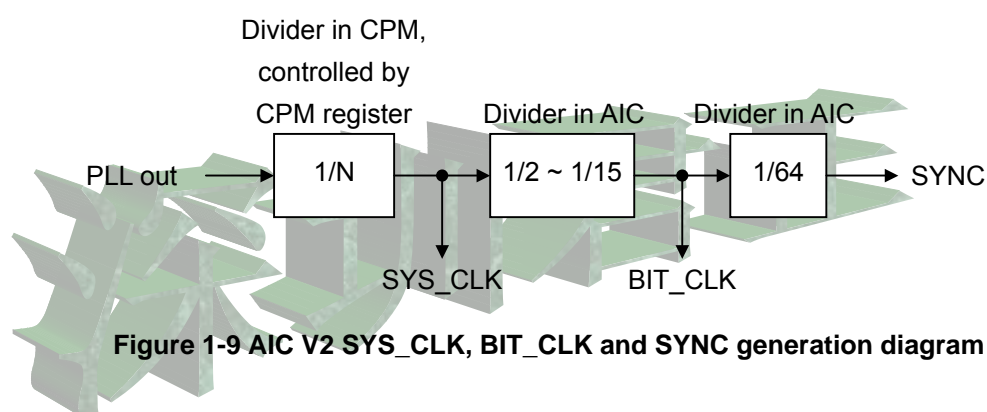 Divider in CPM,
controlled by
CPM register
Divider in AIC
Divider in AIC
PLL out
1/N
1/2 ~ 1/15
1/64
SYNC
SYS_CLK
BIT_CLK
Figure 1-9 AIC V2 SYS_CLK, BIT_CLK and SYNC generation diagram